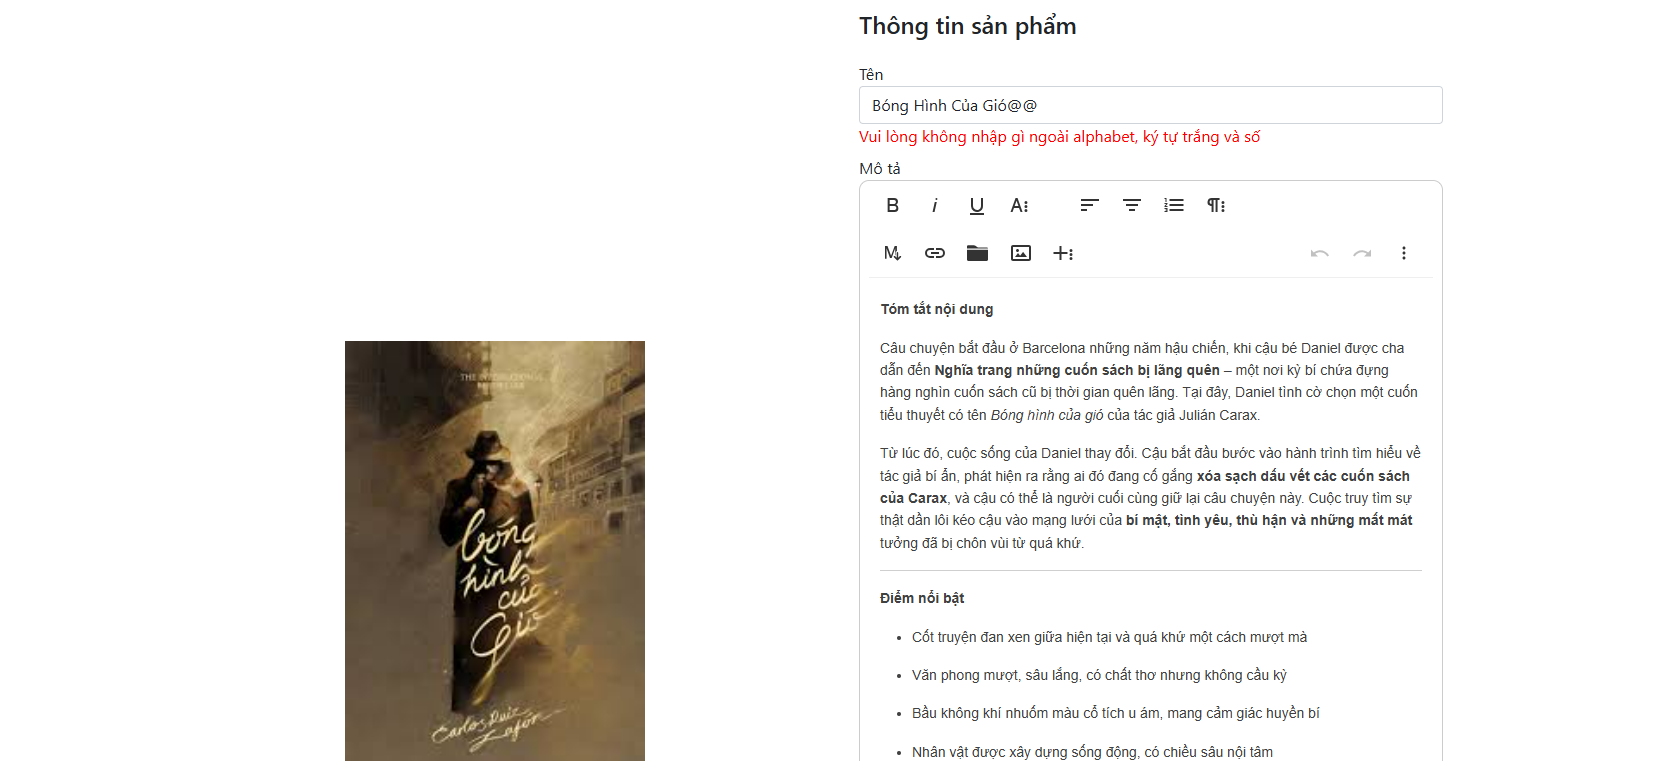 Thông tin sản phẩm
Tên
Bóng Hình Của Gió@@
Vui lòng không nhập gì ngoài alphabet, ký tự trắng và số
Mô tả
Tóm tắt nội dung
Câu chuyện bắt đầu ở Barcelona những năm hậu chiến, khi cậu bé Daniel được cha
dẫn đến Nghĩa trang những cuốn sách bị lãng quên – một nơi kỳ bí chứa đựng
hàng nghìn cuốn sách cũ bị thời gian quên lãng. Tại đây, Daniel tình cờ chọn một cuốn
tiểu thuyết có tên Bóng hình của gió của tác giả Julián Carax.
Từ lúc đó, cuộc sống của Daniel thay đổi. Cậu bắt đầu bước vào hành trình tìm hiểu về
tác giả bí ẩn, phát hiện ra rằng ai đó đang cố gắng xóa sạch dấu vết các cuốn sách
của Carax, và cậu có thể là người cuối cùng giữ lại câu chuyện này. Cuộc truy tìm sự
thật dần lôi kéo cậu vào mạng lưới của bí mật, tình yêu, thù hận và những mất mát
tưởng đã bị chôn vùi từ quá khứ.
Điểm nổi bật
Cốt truyện đan xen giữa hiện tại và quá khứ một cách mượt mà
Văn phong mượt, sâu lắng, có chất thơ nhưng không cầu kỳ
Bầu không khí nhuốm màu cổ tích u ám, mang cảm giác huyền bí
Nhân vật được xây dựng sống động, có chiều sâu nội tâm
THE INTERNATIONAL
BESTSELLER
bóng
hình
của
gió
Carlos Ruiz
Zafón